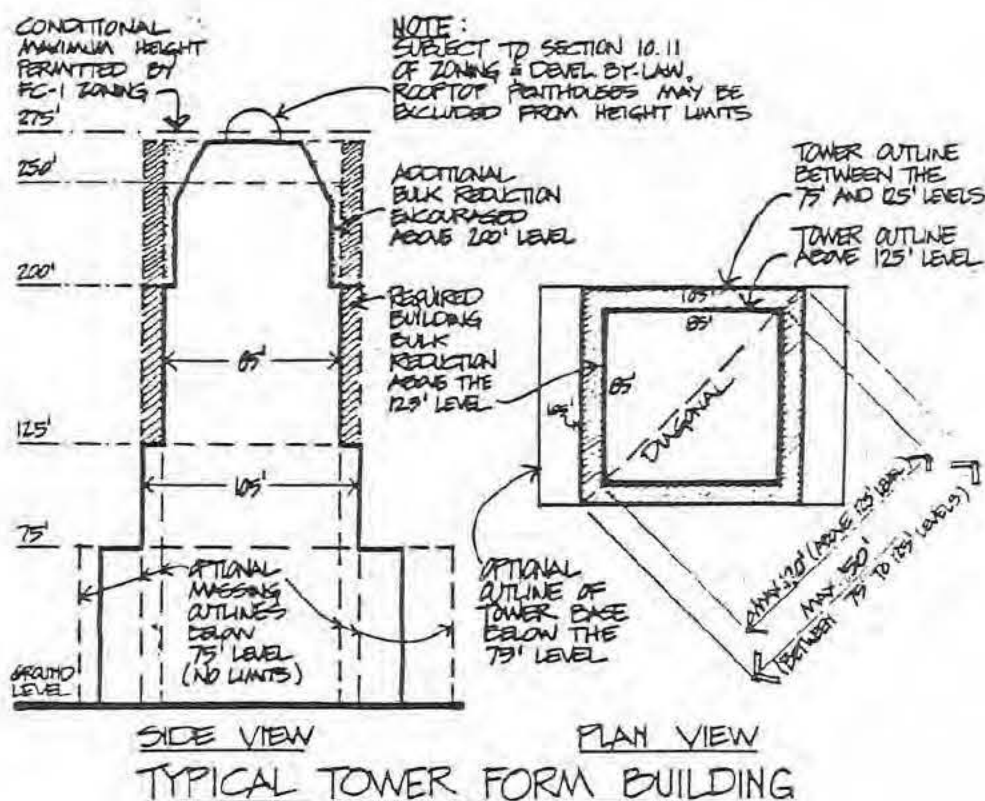 CONDITIONAL
MAXIMUM HEIGHT
PERMITTED BY
FC-1 ZONING
275'
NOTE:
SUBJECT TO SECTION 10.11
OF ZONING & DEVEL. BY-LAW.
ROOFTOP PENTHOUSES MAY BE
EXCLUDED FROM HEIGHT LIMITS
250'
ADDITIONAL
BULK REDUCTION
ENCOURAGED
ABOVE 200' LEVEL
200'
REQUIRED
BUILDING
BULK
REDUCTION
ABOVE THE
125' LEVEL
85'
125'
105'
75'
OPTIONAL
MASSING
OUTLINES
BELOW
75' LEVEL
(NO LIMITS)
GROUND
LEVEL
SIDE VIEW
TOWER OUTLINE
BETWEEN THE
75' AND 125' LEVELS
TOWER OUTLINE
ABOVE 125' LEVEL
105'
85'
85'
105'
DIAGONAL
OPTIONAL
OUTLINE OF
TOWER BASE
BELOW THE
75' LEVEL
MAX. 120' (ABOVE 125' LEVEL)
MAX. 150'
(BETWEEN 75' TO 125' LEVELS)
PLAN VIEW
TYPICAL TOWER FORM BUILDING